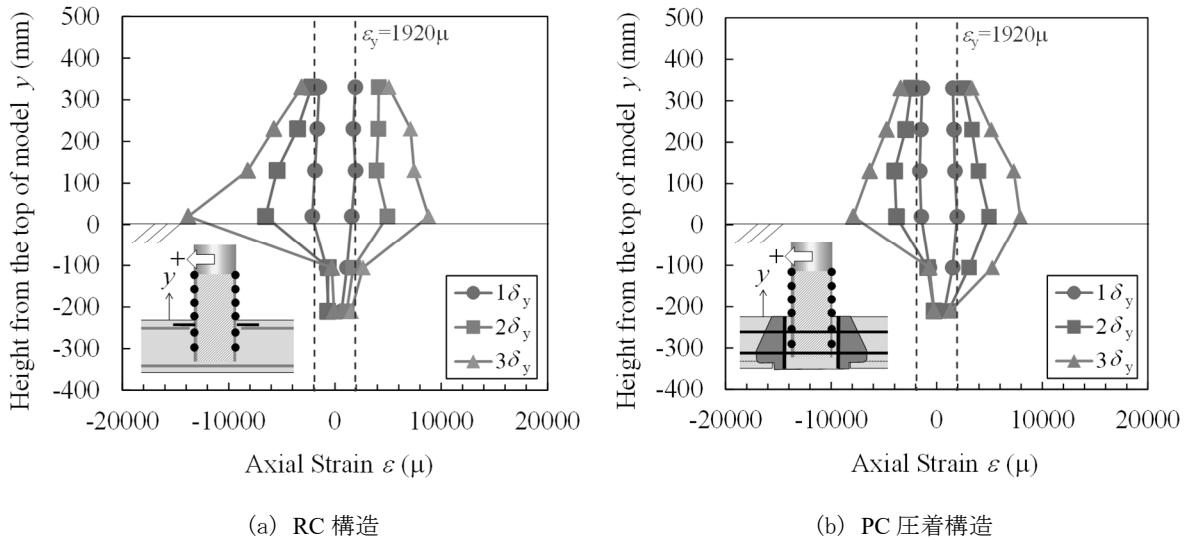 500
400
300
200
100
0
-100
-200
-300
-400
-20000 -10000 0 10000 20000
Height from the top of model y (mm)
Axial Strain ε (μ)
εy=1920μ
+
y
1δy
2δy
3δy
(a) RC 構造
500
400
300
200
100
0
-100
-200
-300
-400
-20000 -10000 0 10000 20000
Height from the top of model y (mm)
Axial Strain ε (μ)
εy=1920μ
+
y
1δy
2δy
3δy
(b) PC 圧着構造